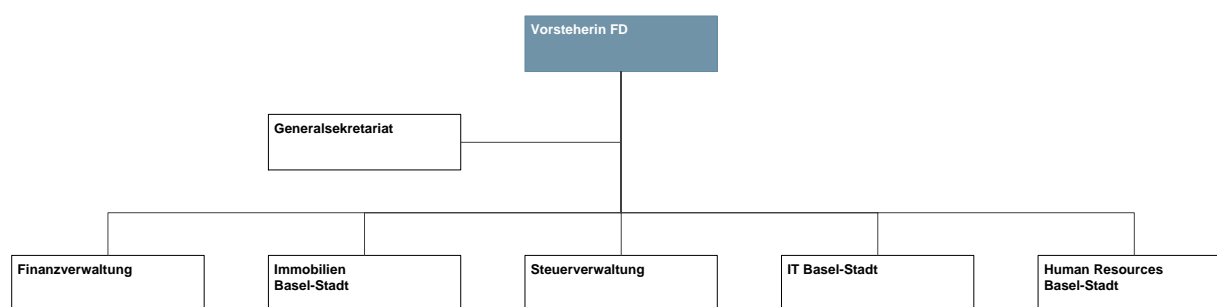 Vorsteherin FD
Generalsekretariat
Finanzverwaltung
Immobilien
Basel-Stadt
Steuerverwaltung
IT Basel-Stadt
Human Resources
Basel-Stadt